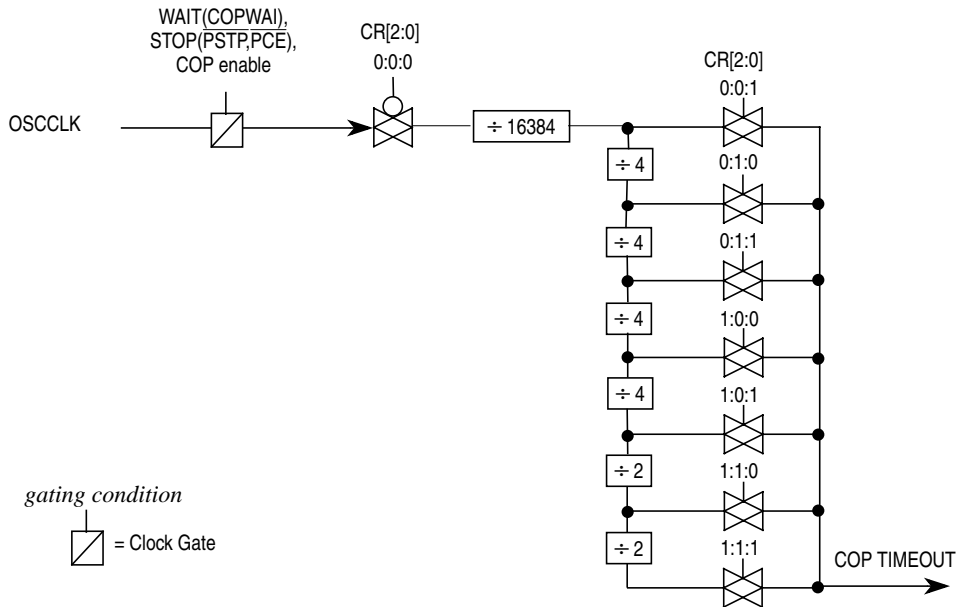 WAIT(COPWAI),
STOP(PSTP,PCE),
COP enable
CR[2:0]
0:0:0
CR[2:0]
0:0:1
OSCCLK
÷ 16384
÷ 4
0:1:0
÷ 4
0:1:1
÷ 4
1:0:0
÷ 4
1:0:1
÷ 2
1:1:0
gating condition
= Clock Gate
÷ 2
1:1:1
COP TIMEOUT